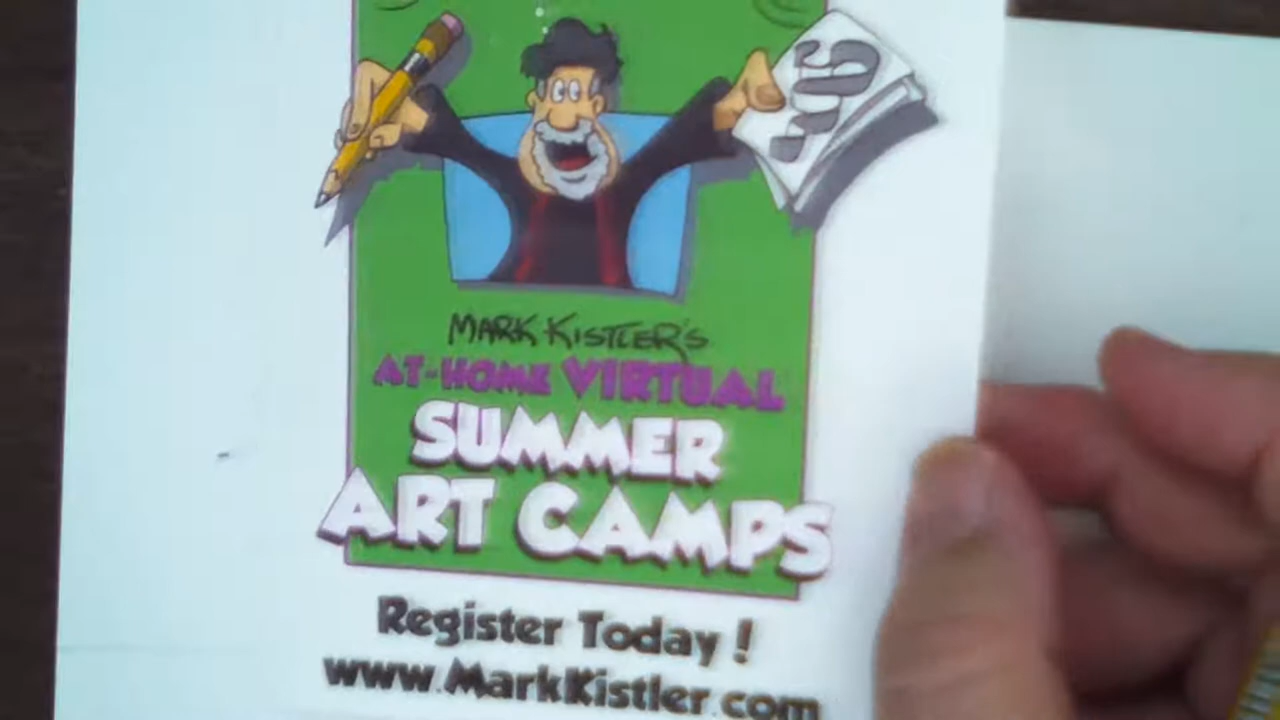 MARK KISTLER'S
AT-HOME VIRTUAL
SUMMER
ART CAMPS
Register Today !
www.MarkKistler.com